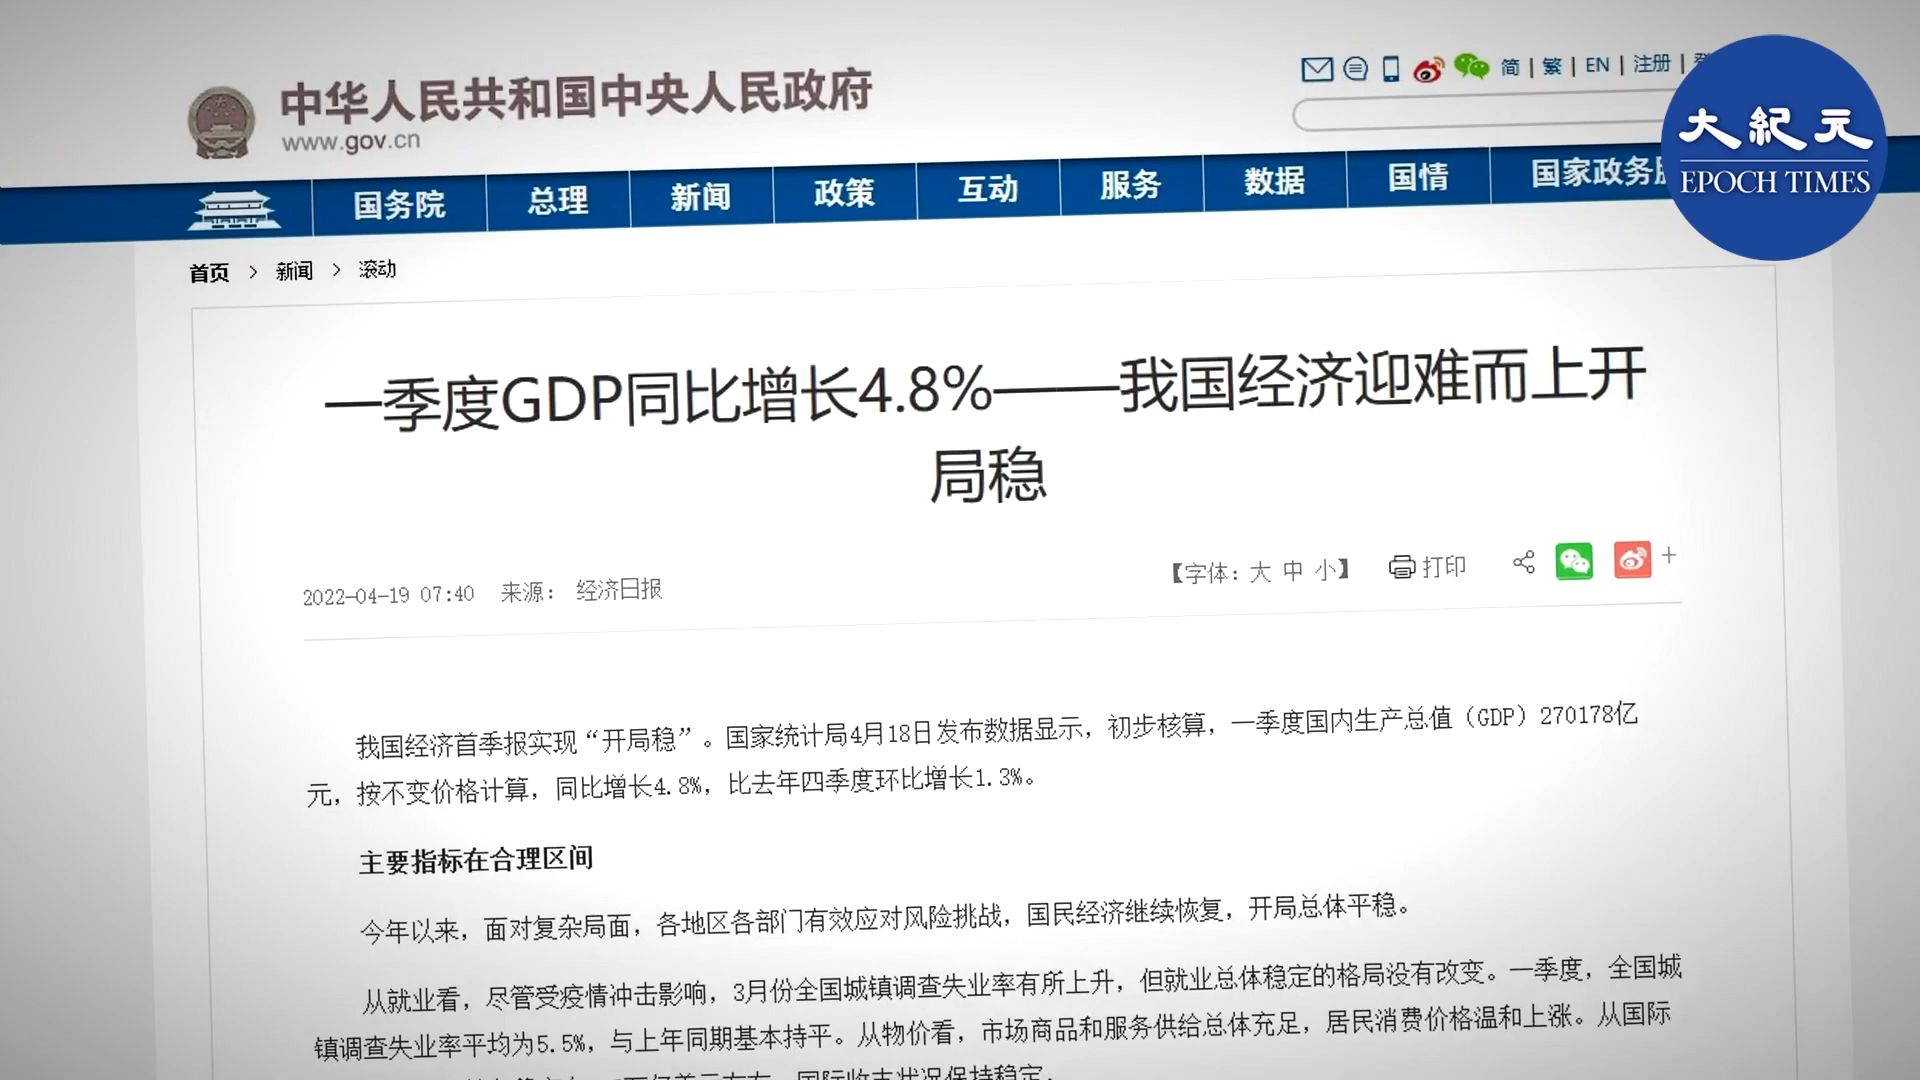 中华人民共和国中央人民政府
www.gov.cn
简 | 繁 | EN | 注册 |
大紀元
EPOCH TIMES
国务院 总理 新闻 政策 互动 服务 数据 国情 国家政务
首页 > 新闻 > 滚动
一季度GDP同比增长4.8%——我国经济迎难而上开
局稳
2022-04-19 07:40 来源： 经济日报
【字体：大 中 小】 打印
我国经济首季报实现“开局稳”。国家统计局4月18日发布数据显示，初步核算，一季度国内生产总值（GDP）270178亿
元，按不变价格计算，同比增长4.8%，比去年四季度环比增长1.3%。
主要指标在合理区间
今年以来，面对复杂局面，各地区各部门有效应对风险挑战，国民经济继续恢复，开局总体平稳。
从就业看，尽管受疫情冲击影响，3月份全国城镇调查失业率有所上升，但就业总体稳定的格局没有改变。一季度，全国城
镇调查失业率平均为5.5%，与上年同期基本持平。从物价看，市场商品和服务供给总体充足，居民消费价格温和上涨。从国际
国际收支状况保持稳定。